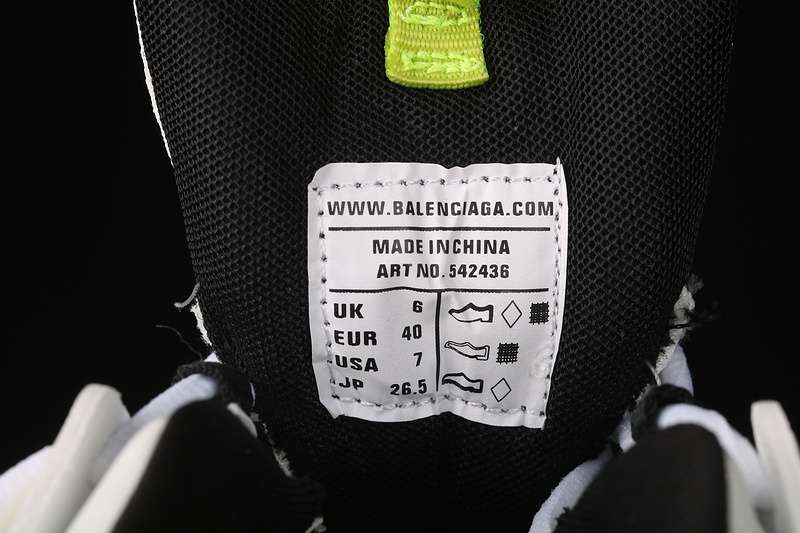 WWW.BALENCIAGA.COM
MADE IN CHINA
ART NO. 542436
UK 6
EUR 40
USA 7
JP 26.5